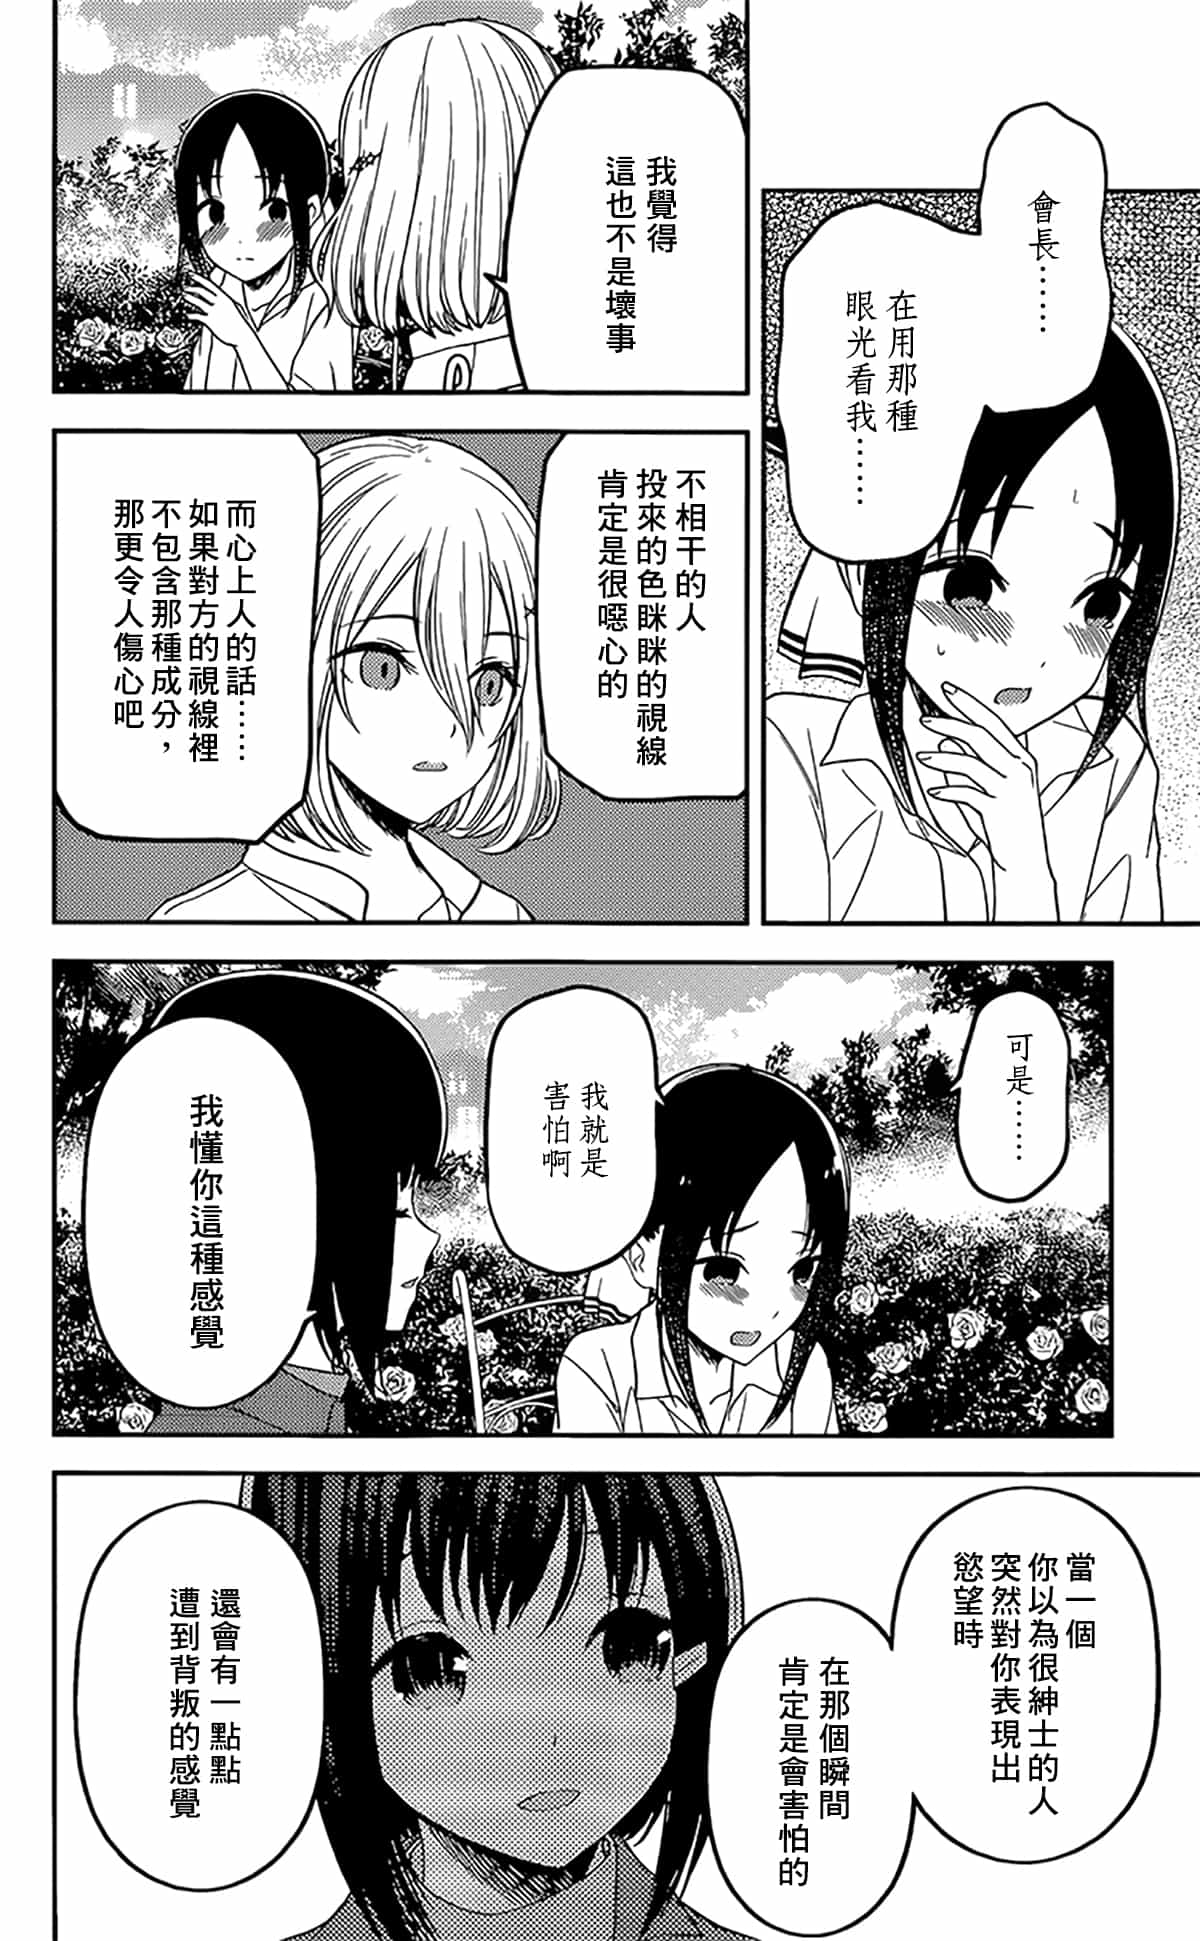 會長⋯⋯
在用那種
眼光看我⋯⋯
我覺得
這也不是壞事
不相干的人
投來的色眯眯的視線
肯定是很噁心的
而心上人的話⋯⋯
如果對方的視線裡
不包含那種成分，
那更令人傷心吧
可是⋯⋯
我就是
害怕啊
我懂你這種感覺
當一個
你以為很紳士的人
突然對你表現出
慾望時
在那個瞬間
肯定是會害怕的
還會有一點點
遭到背叛的感覺